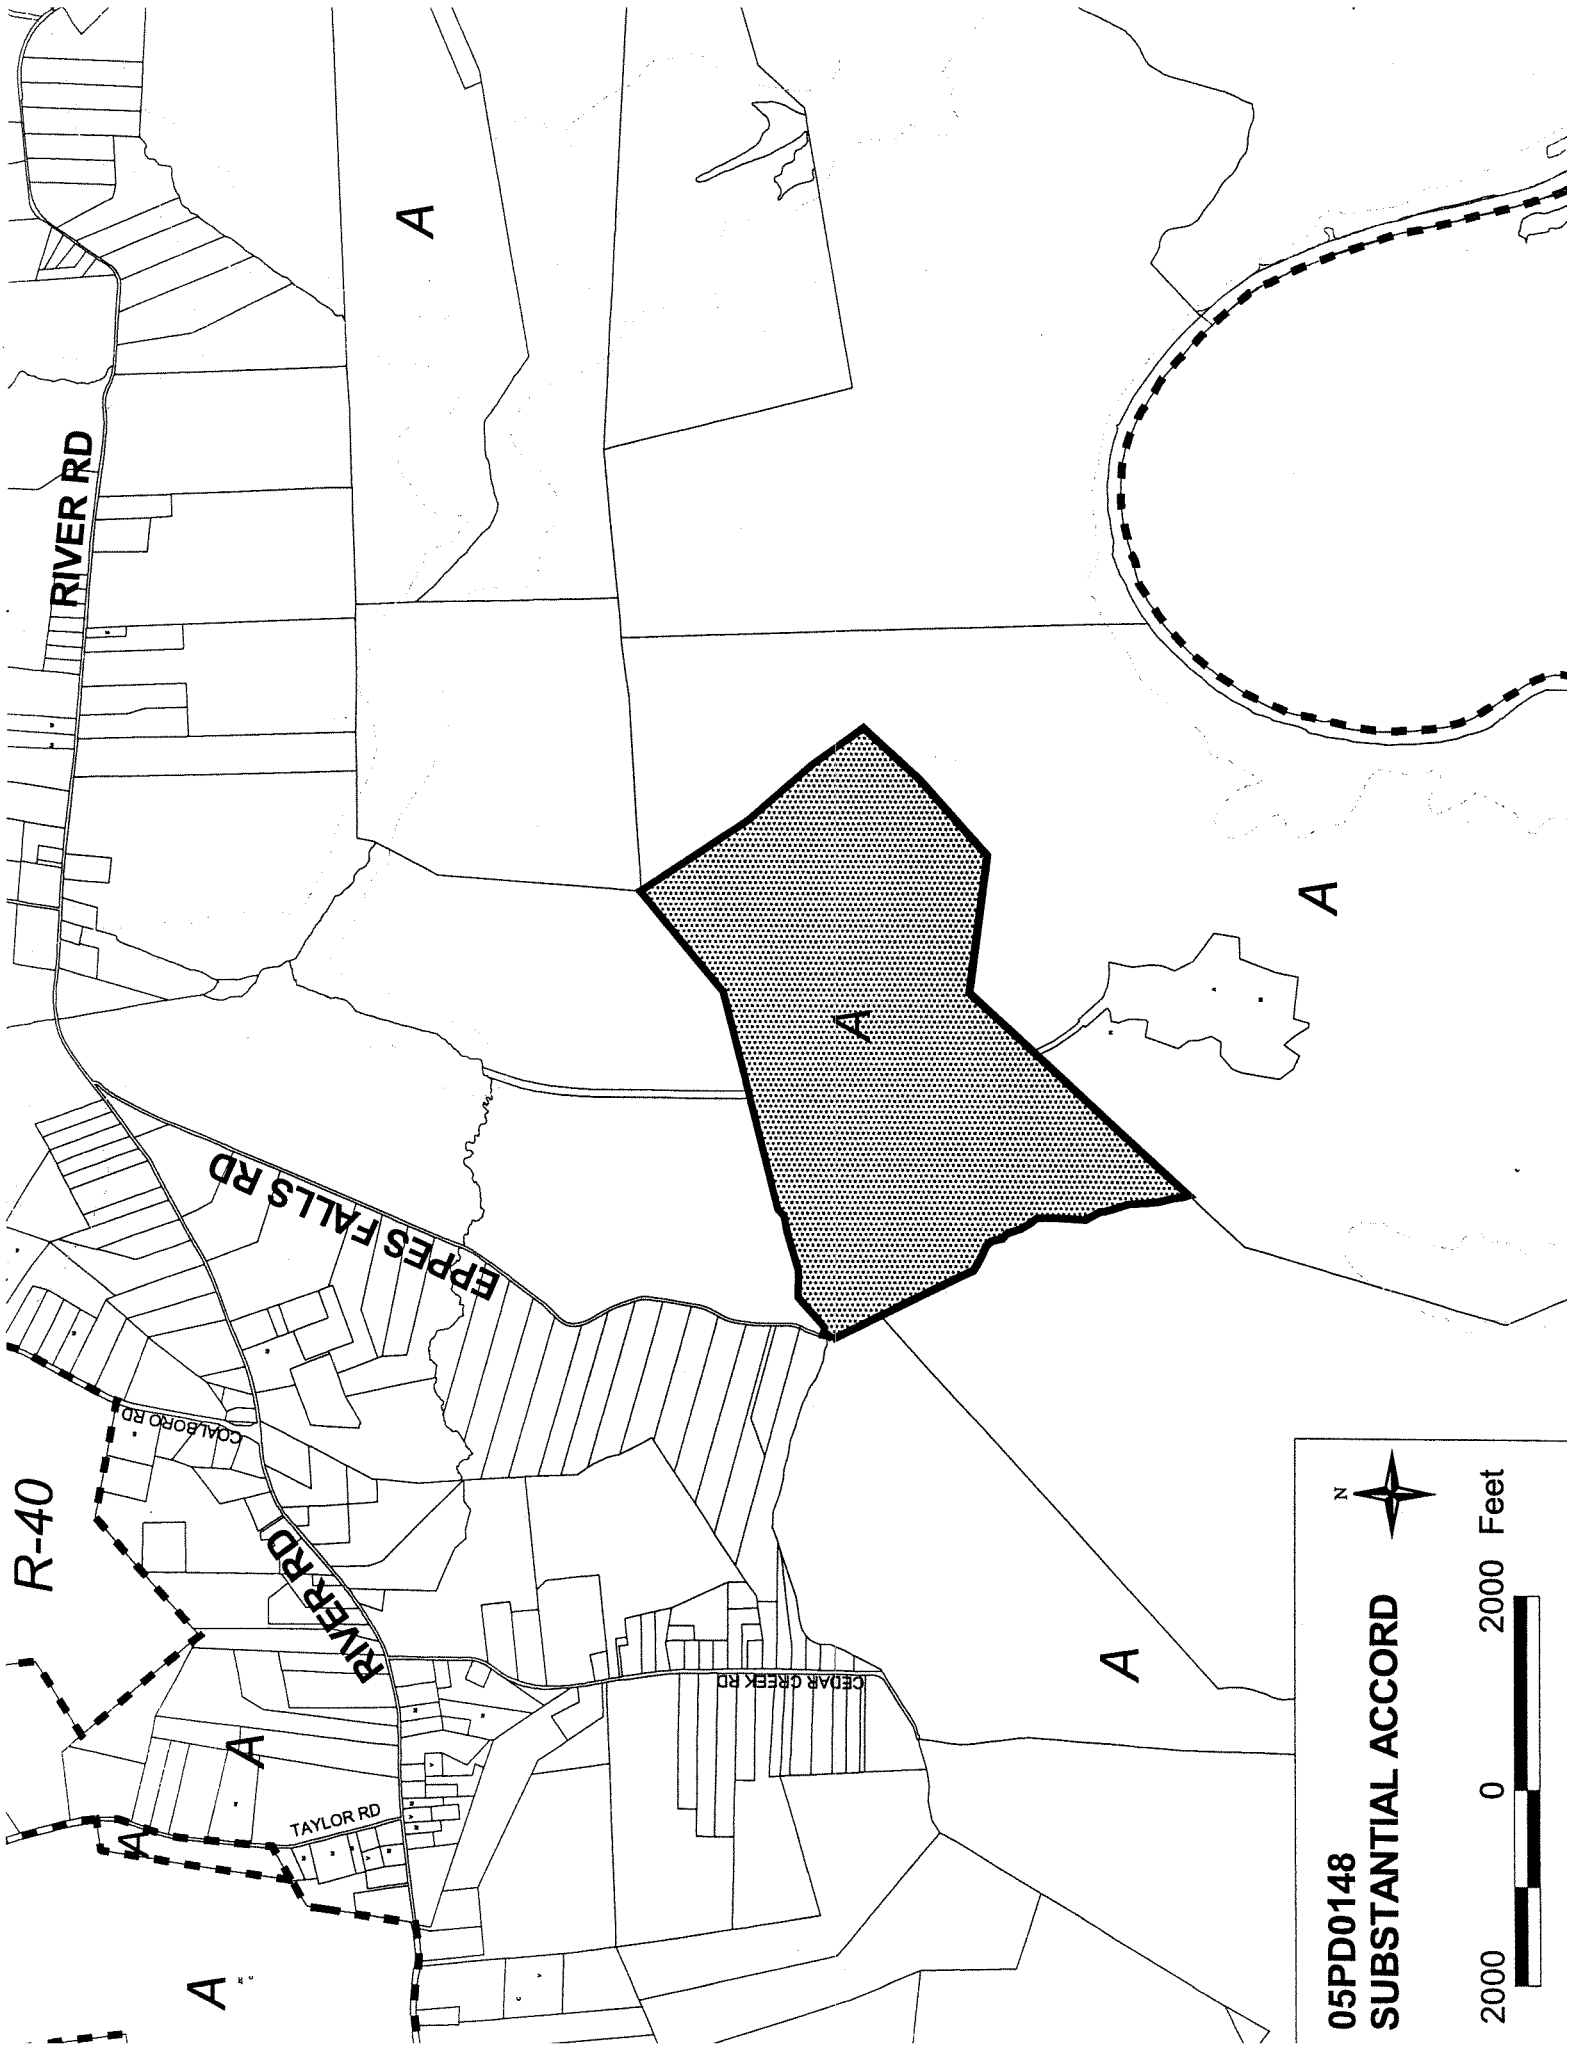 R-40
A
RIVER RD
A
A
A
TAYLOR RD
COALBORO RD
RIVER RD
EPPES FALLS RD
CEDAR CREEK RD
A
A
A
05PD0148
SUBSTANTIAL ACCORD
N
2000 0 2000 Feet